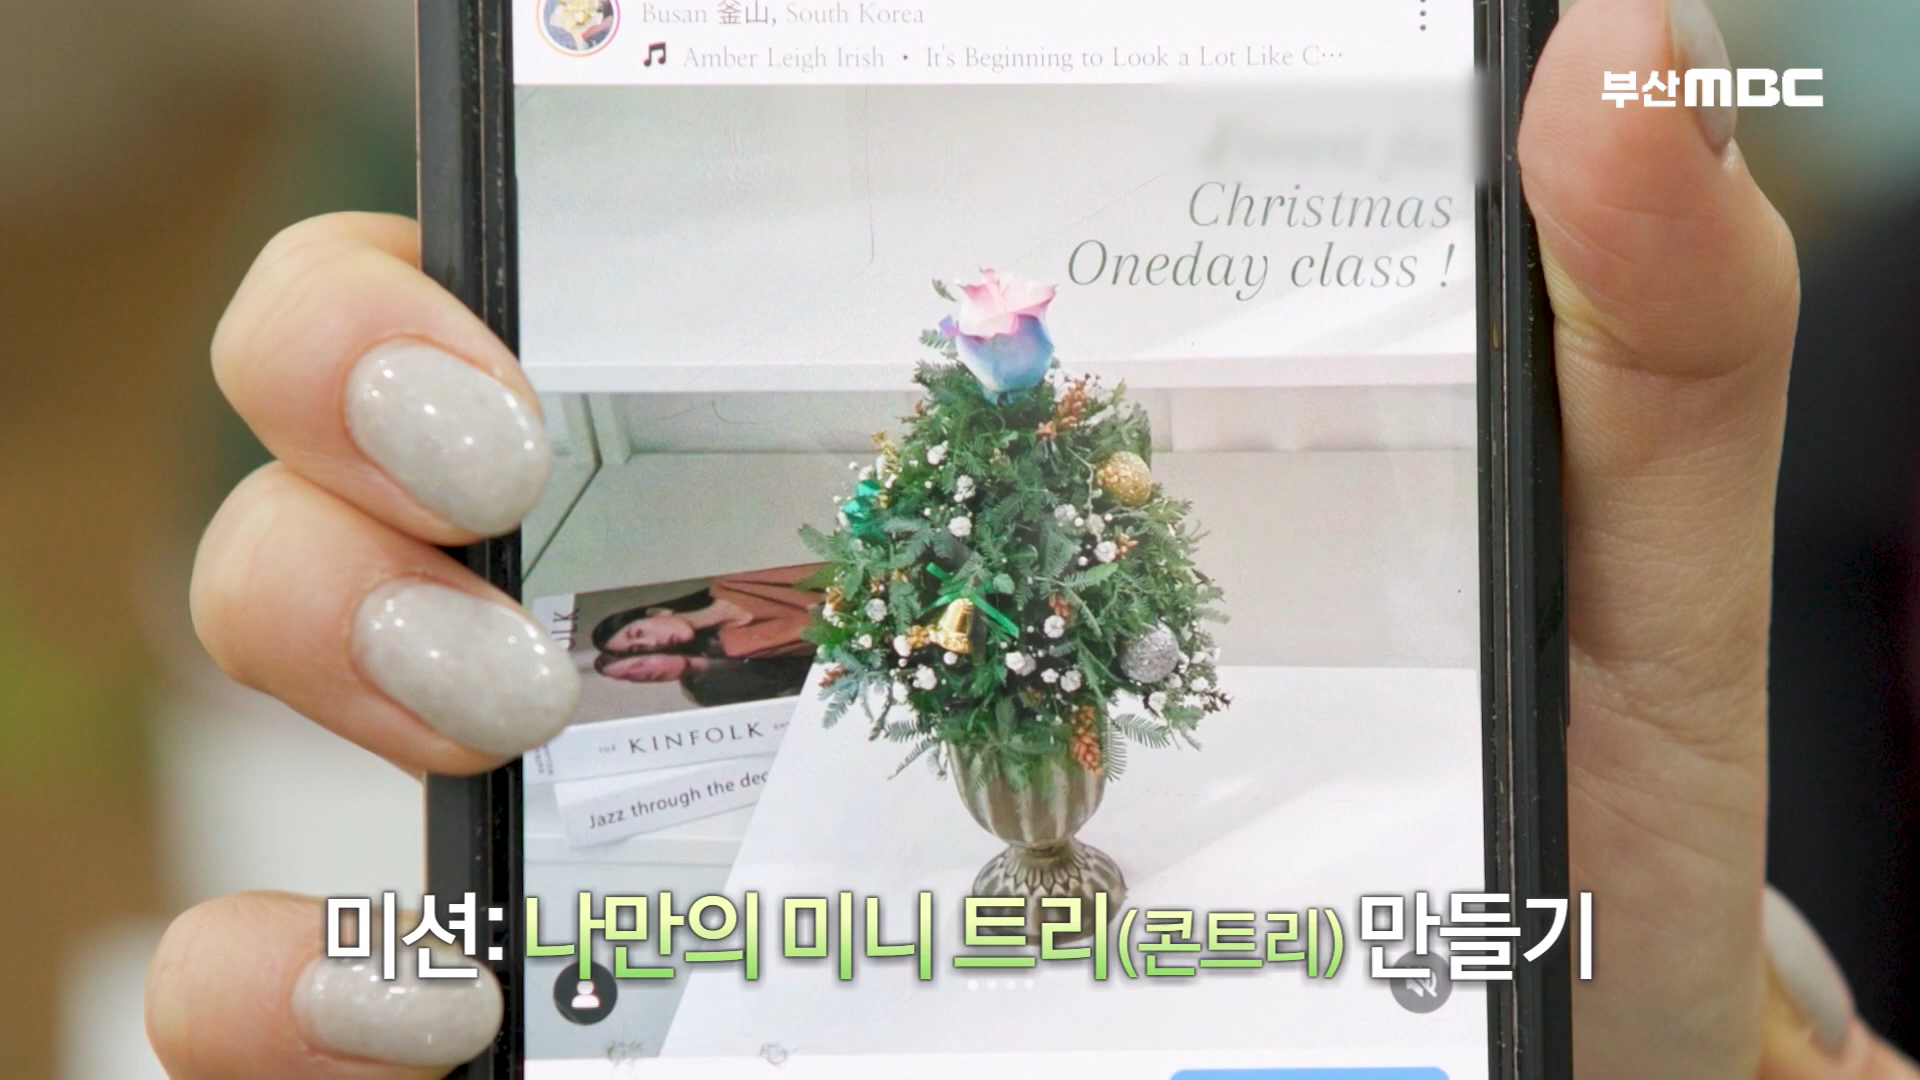 Busan 釜山, South Korea
Amber Leigh Irish • It's Beginning to Look a Lot Like C…
부산MBC
Christmas
Oneday class !
KINFOLK
Jazz through the dec
미션: 나만의 미니 트리(콘트리) 만들기